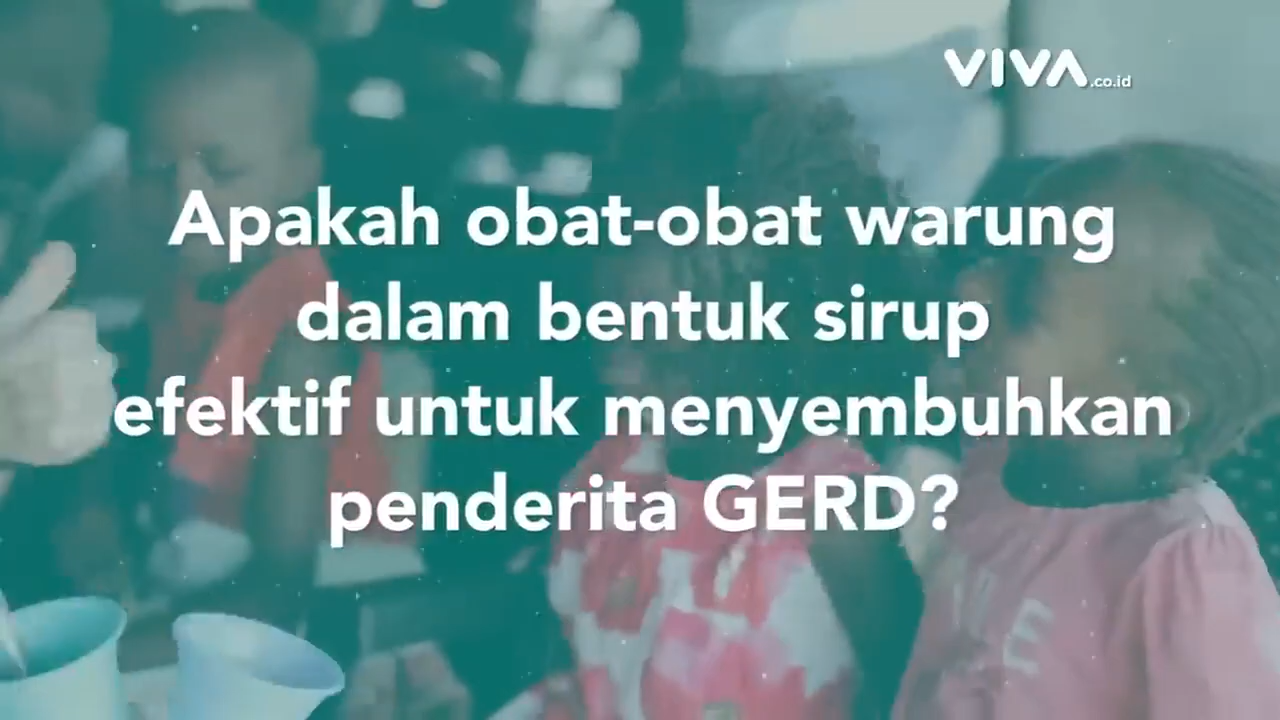 VIVA.co.id
Apakah obat-obat warung
dalam bentuk sirup
efektif untuk menyembuhkan
penderita GERD?